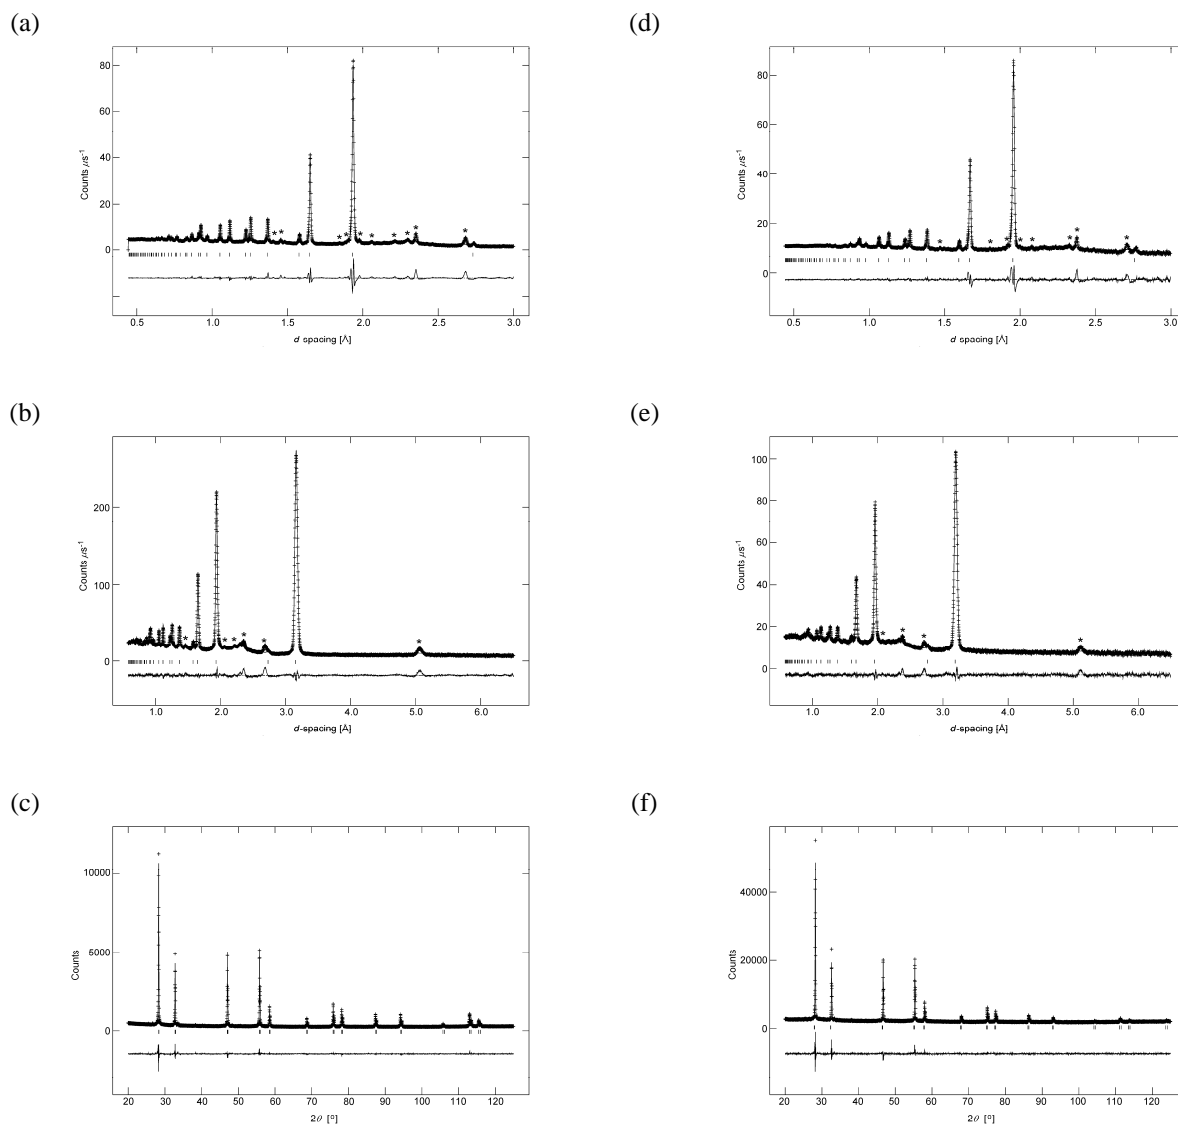 (a)
80
60
40
20
0
Counts μs⁻¹
* * * * * * * * *
0.5 1.0 1.5 2.0 2.5 3.0
d spacing [Å]
(d)
80
60
40
20
0
Counts μs⁻¹
* * * * * * *
0.5 1.0 1.5 2.0 2.5 3.0
d spacing [Å]
(b)
200
100
0
Counts μs⁻¹
* * * * * *
1.0 2.0 3.0 4.0 5.0 6.0
d-spacing [Å]
(e)
100
80
60
40
20
0
Counts μs⁻¹
* * * *
1.0 2.0 3.0 4.0 5.0 6.0
d-spacing [Å]
(c)
10000
5000
0
Counts
20 30 40 50 60 70 80 90 100 110 120
2θ [°]
(f)
40000
20000
0
Counts
20 30 40 50 60 70 80 90 100 110 120
2θ [°]